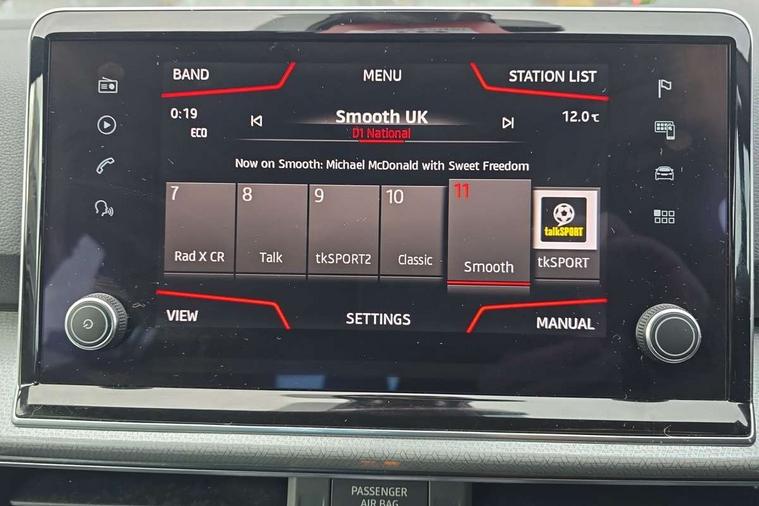 BAND MENU STATION LIST
0:19 Smooth UK 12.0℃
ECO D1 National
Now on Smooth: Michael McDonald with Sweet Freedom
7 8 9 10 11
talkSPORT
Rad X CR Talk tkSPORT2 Classic Smooth tkSPORT
VIEW SETTINGS MANUAL
PASSENGER
AIR BAG